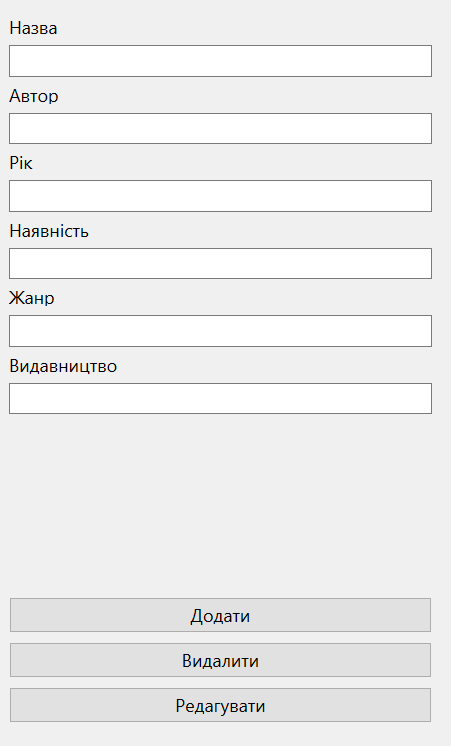 Назва
Автор
Рік
Наявність
Жанр
Видавництво
Додати
Видалити
Редагувати